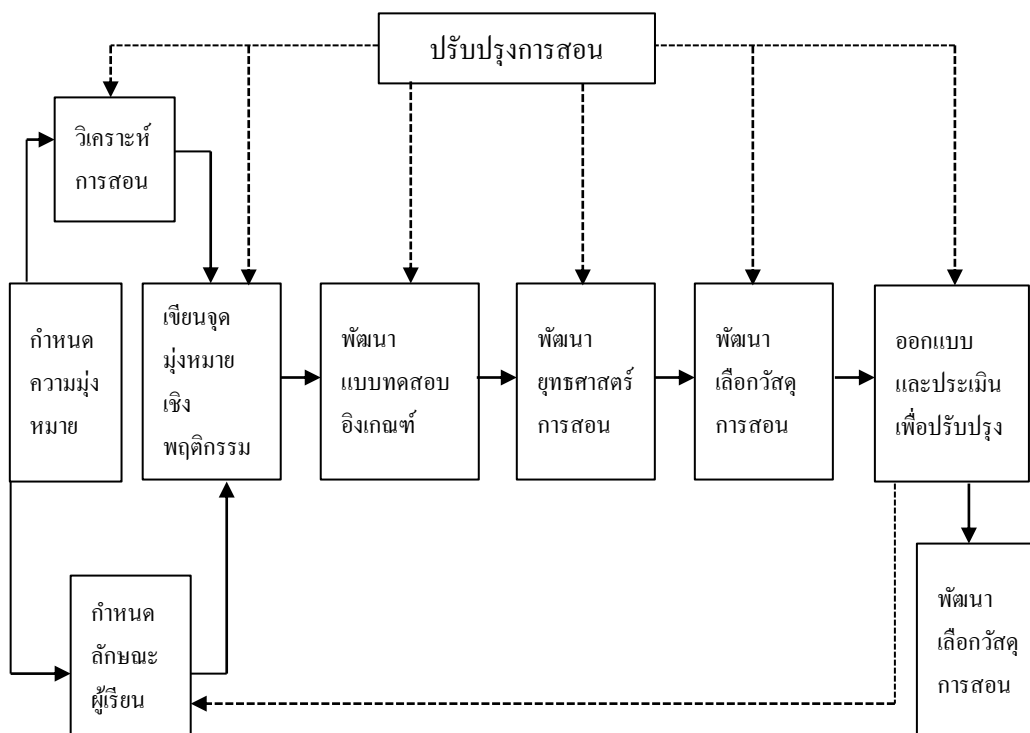 ปรับปรุงการสอน
วิเคราะห์
การสอน
กำหนด
ความมุ่ง
หมาย
เขียนจุด
มุ่งหมาย
เชิง
พฤติกรรม
พัฒนา
แบบทดสอบ
อิงเกณฑ์
พัฒนา
ยุทธศาสตร์
การสอน
พัฒนา
เลือกวัสดุ
การสอน
ออกแบบ
และประเมิน
เพื่อปรับปรุง
กำหนด
ลักษณะ
ผู้เรียน
พัฒนา
เลือกวัสดุ
การสอน